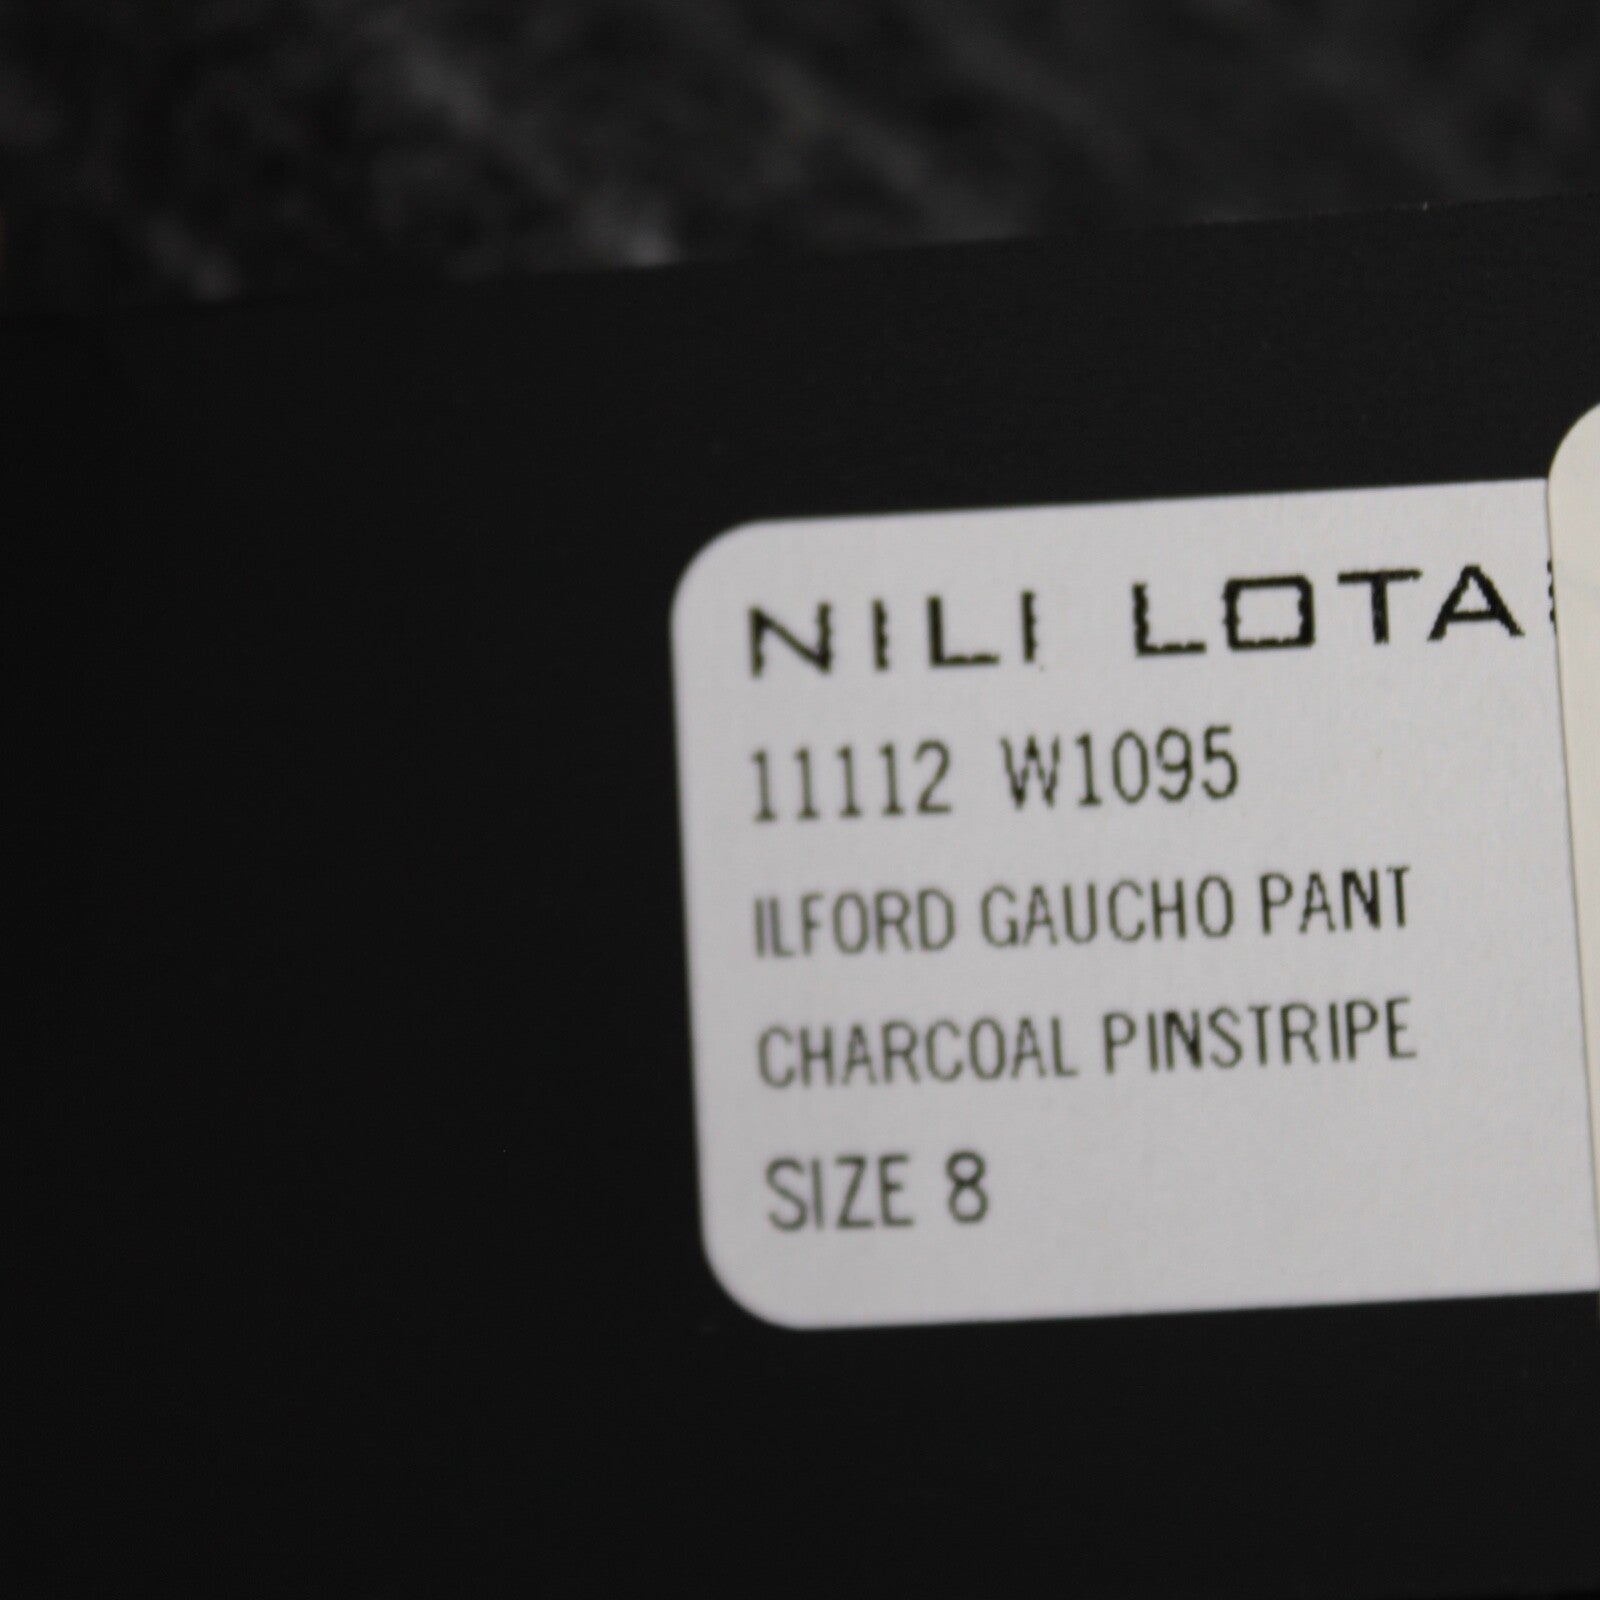 NILI LOTA
11112 W1095
ILFORD GAUCHO PANT
CHARCOAL PINSTRIPE
SIZE 8